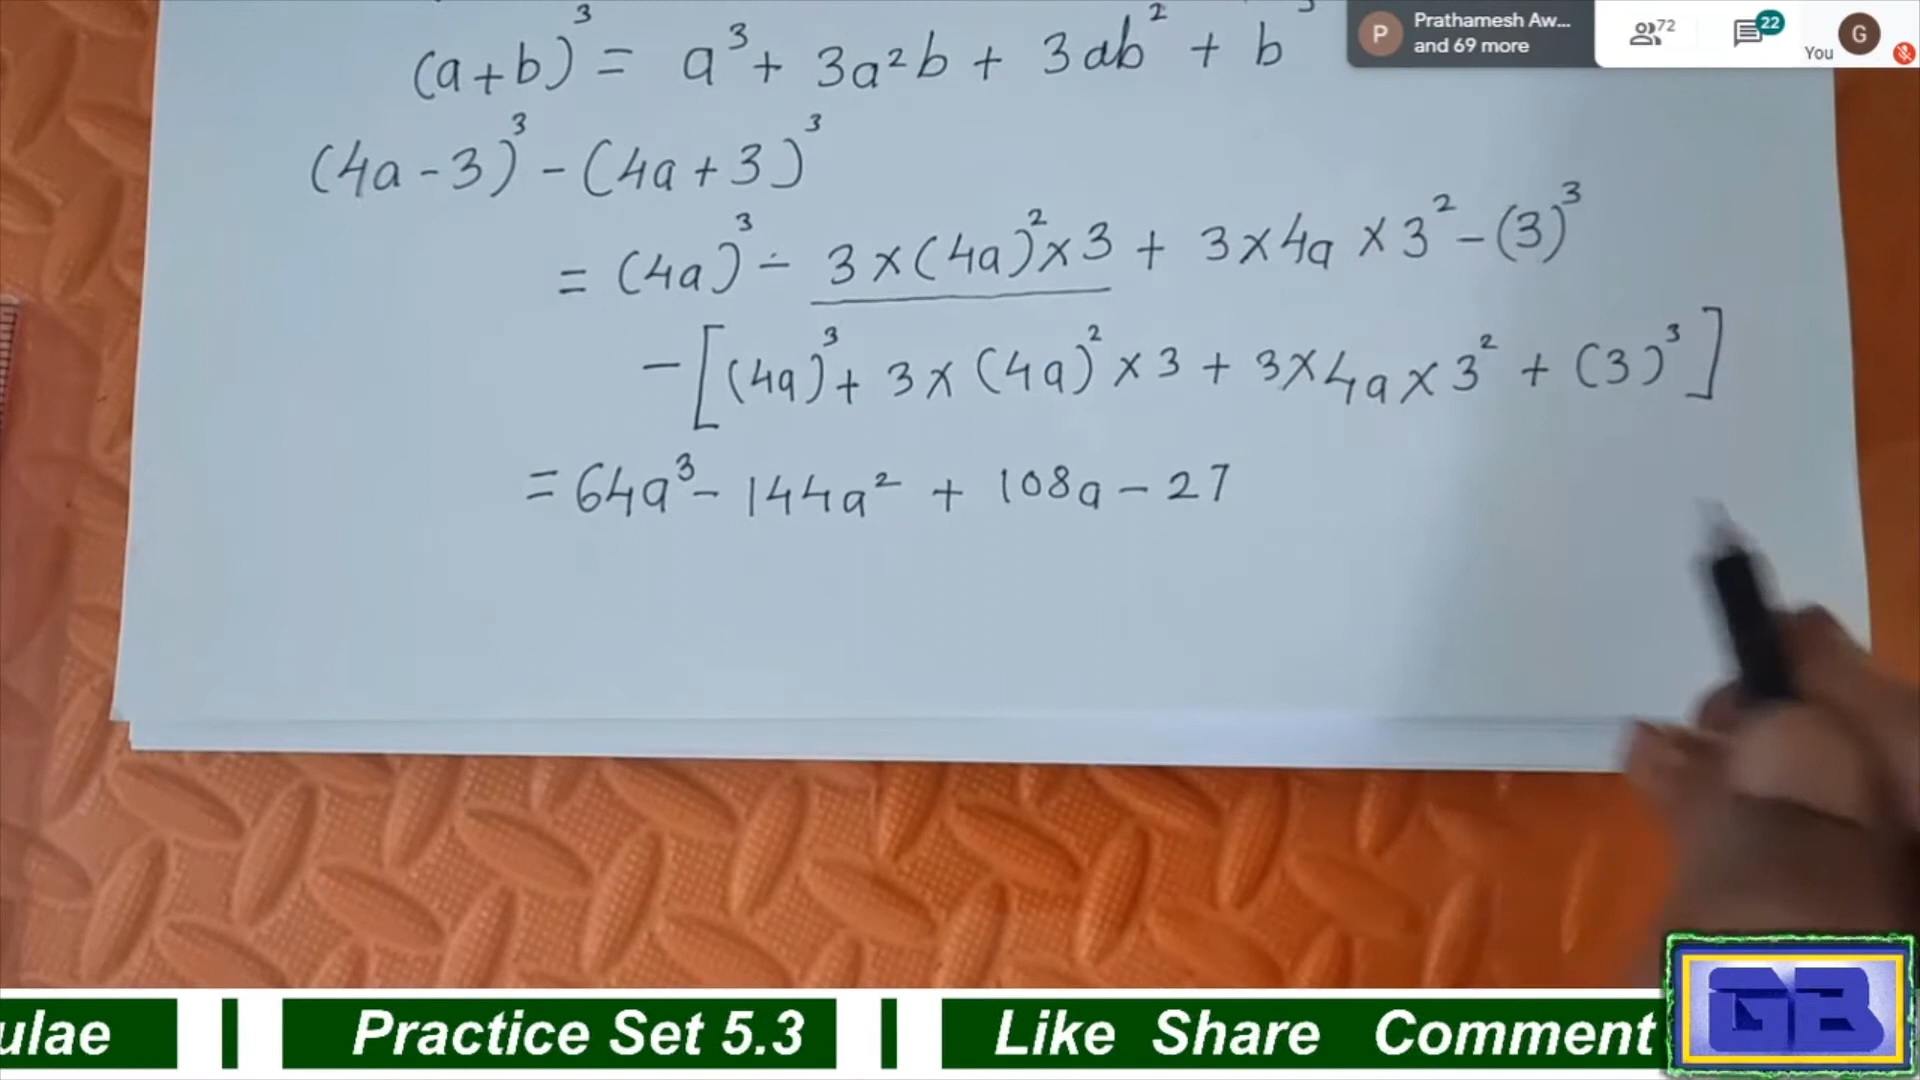 (a+b)³ = a³ + 3a²b + 3ab² + b³
Prathamesh Aw...
and 69 more
P
72
22
You
G
(4a-3)³ - (4a+3)³
= (4a)³ - 3×(4a)²×3 + 3×4a×3² - (3)³
- [(4a)³ + 3×(4a)²×3 + 3×4a×3² + (3)³]
= 64a³ - 144a² + 108a - 27
ulae | Practice Set 5.3 | Like Share Comment
GB